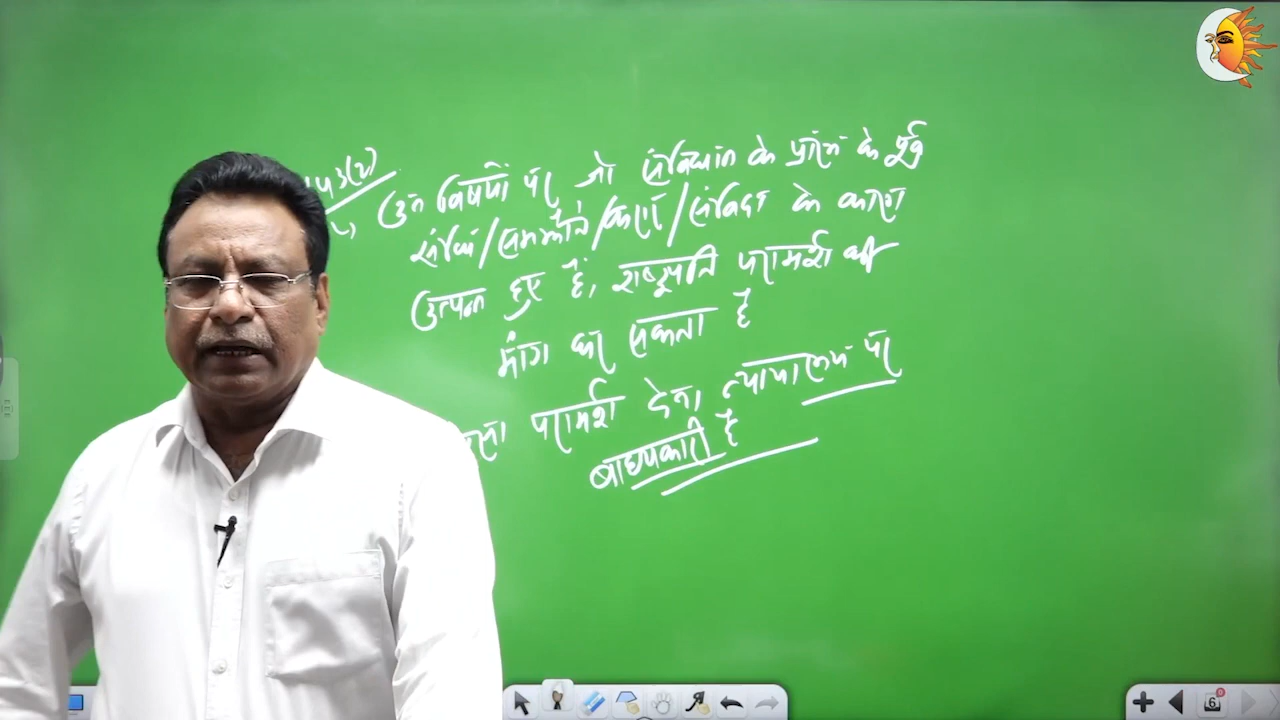 143(2)
उन विषयों पर जो संविधान के प्रारंभ के पूर्व
संधि/समझौते/करार/संविदा के कारण
उत्पन्न हुए हैं, राष्ट्रपति परामर्श की
मांग कर सकता है
परामर्श देना न्यायालय पर
बाध्यकारी है
6